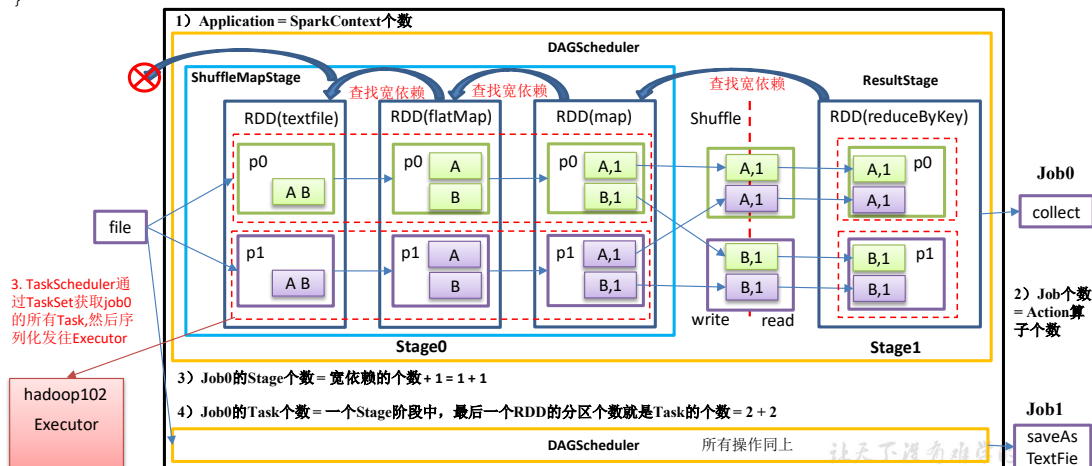 }
1）Application = SparkContext个数
DAGScheduler
ShuffleMapStage
ResultStage
查找宽依赖
查找宽依赖
查找宽依赖
RDD(textfile)
RDD(flatMap)
RDD(map)
Shuffle
RDD(reduceByKey)
p0
A B
p0
A
B
p0
A,1
B,1
A,1
A,1
p0
A,1
A,1
Job0
collect
file
p1
A B
p1
A
B
p1
A,1
B,1
B,1
B,1
p1
B,1
B,1
write
read
3. TaskScheduler通
过TaskSet获取job0
的所有Task,然后序
列化发往Executor
2）Job个数
= Action算
子个数
Stage0
Stage1
3）Job0的Stage个数 = 宽依赖的个数 + 1 = 1 + 1
4）Job0的Task个数 = 一个Stage阶段中，最后一个RDD的分区个数就是Task的个数 = 2 + 2
hadoop102
Executor
Job1
saveAs
TextFie
DAGScheduler
所有操作同上
让天下没有难学